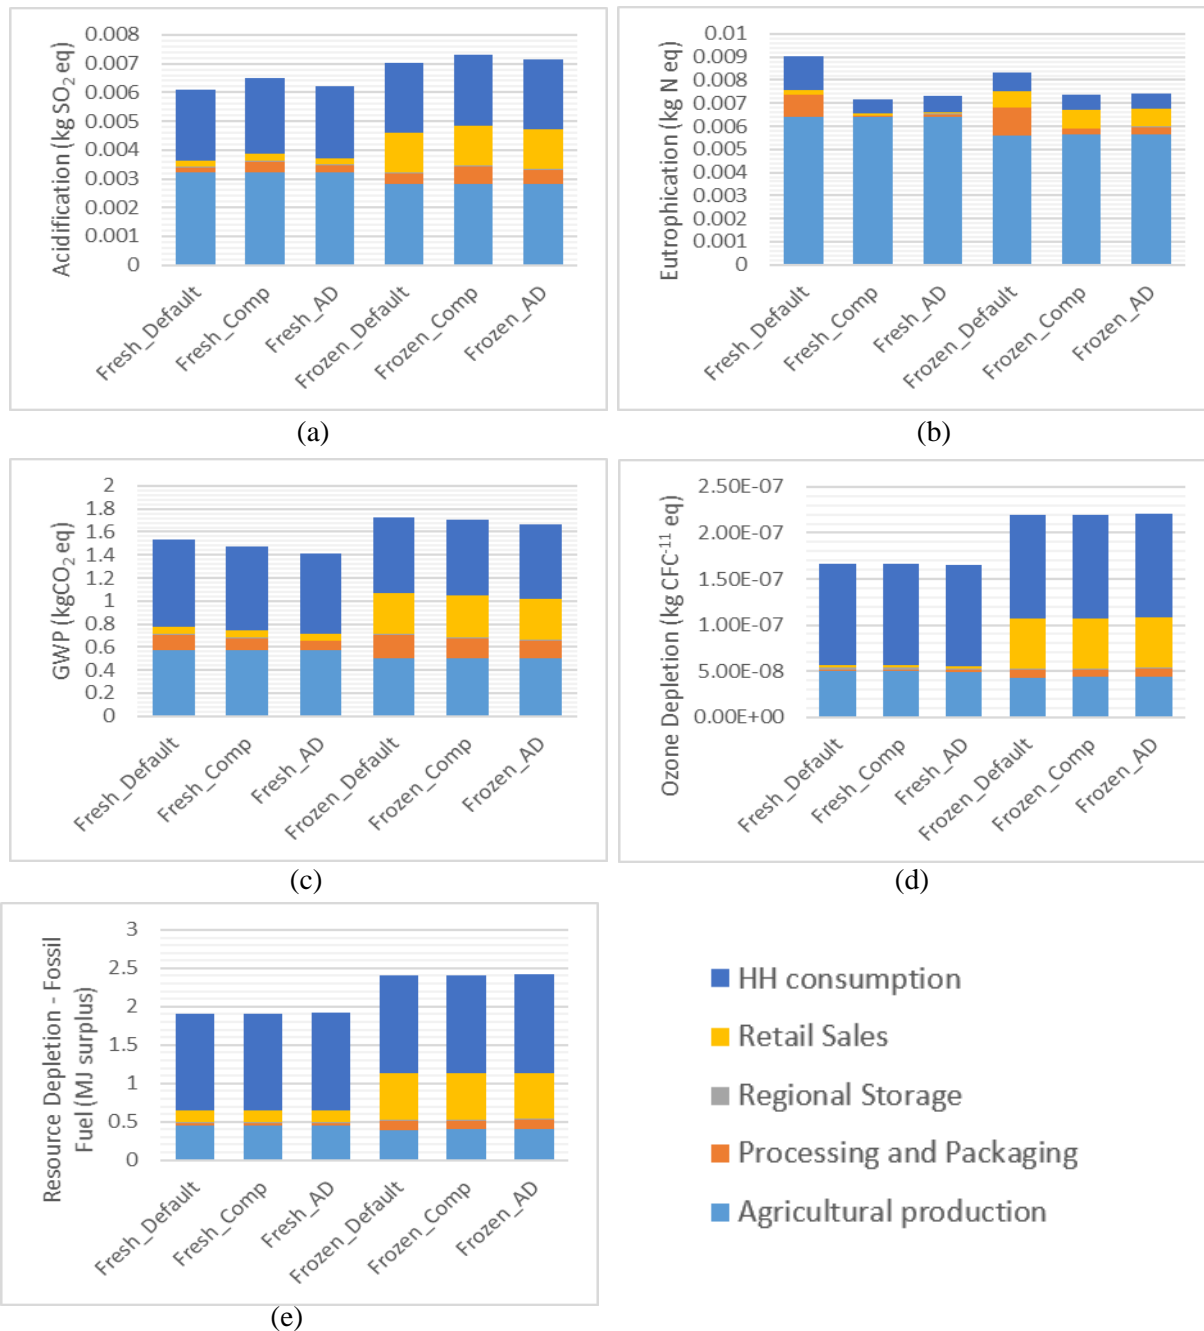 0.008
0.007
0.006
0.005
0.004
0.003
0.002
0.001
0
Acidification (kg SO₂ eq)
Fresh_Default
Fresh_Comp
Fresh_AD
Frozen_Default
Frozen_Comp
Frozen_AD
(a)
0.01
0.009
0.008
0.007
0.006
0.005
0.004
0.003
0.002
0.001
0
Eutrophication (kg N eq)
Fresh_Default
Fresh_Comp
Fresh_AD
Frozen_Default
Frozen_Comp
Frozen_AD
(b)
2
1.8
1.6
1.4
1.2
1
0.8
0.6
0.4
0.2
0
GWP (kgCO₂ eq)
Fresh_Default
Fresh_Comp
Fresh_AD
Frozen_Default
Frozen_Comp
Frozen_AD
(c)
2.50E-07
2.00E-07
1.50E-07
1.00E-07
5.00E-08
0.00E+00
Ozone Depletion (kg CFC⁻¹¹ eq)
Fresh_Default
Fresh_Comp
Fresh_AD
Frozen_Default
Frozen_Comp
Frozen_AD
(d)
3
2.5
2
1.5
1
0.5
0
Resource Depletion - Fossil
Fuel (MJ surplus)
Fresh_Default
Fresh_Comp
Fresh_AD
Frozen_Default
Frozen_Comp
Frozen_AD
(e)
HH consumption
Retail Sales
Regional Storage
Processing and Packaging
Agricultural production